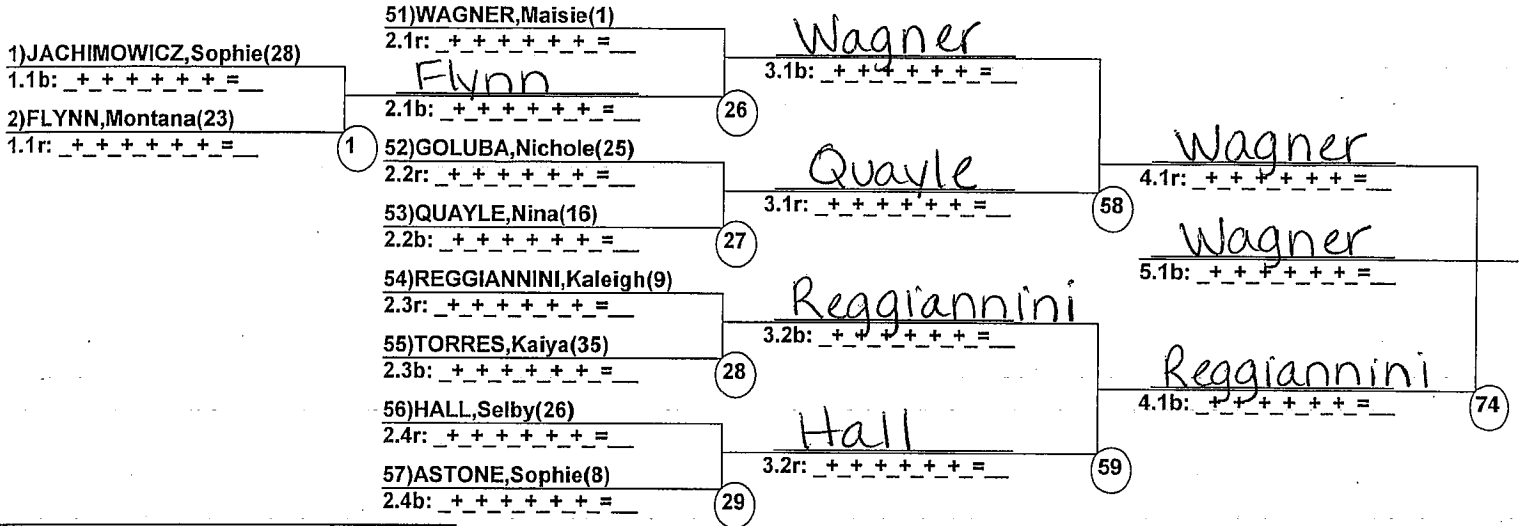 1)JACHIMOWICZ,Sophie(28)
1.1b: _+_+_+_+_+_=__
2)FLYNN,Montana(23)
1.1r: _+_+_+_+_+_=__
1
51)WAGNER,Maisie(1)
2.1r: _+_+_+_+_+_=__
Flynn
2.1b: _+_+_+_+_+_=__
26
52)GOLUBA,Nichole(25)
2.2r: _+_+_+_+_+_=__
53)QUAYLE,Nina(16)
2.2b: _+_+_+_+_+_=__
27
54)REGGIANNINI,Kaleigh(9)
2.3r: _+_+_+_+_+_=__
55)TORRES,Kaiya(35)
2.3b: _+_+_+_+_+_=__
28
56)HALL,Selby(26)
2.4r: _+_+_+_+_+_=__
57)ASTONE,Sophie(8)
2.4b: _+_+_+_+_+_=__
29
Wagner
3.1b: _+_+_+_+_+_=__
Quayle
3.1r: _+_+_+_+_+_=__
58
Reggiannini
3.2b: _+_+_+_+_+_=__
Hall
3.2r: _+_+_+_+_+_=__
59
Wagner
4.1r: _+_+_+_+_+_=__
Wagner
5.1b: _+_+_+_+_+_=__
Reggiannini
4.1b: _+_+_+_+_+_=__
74